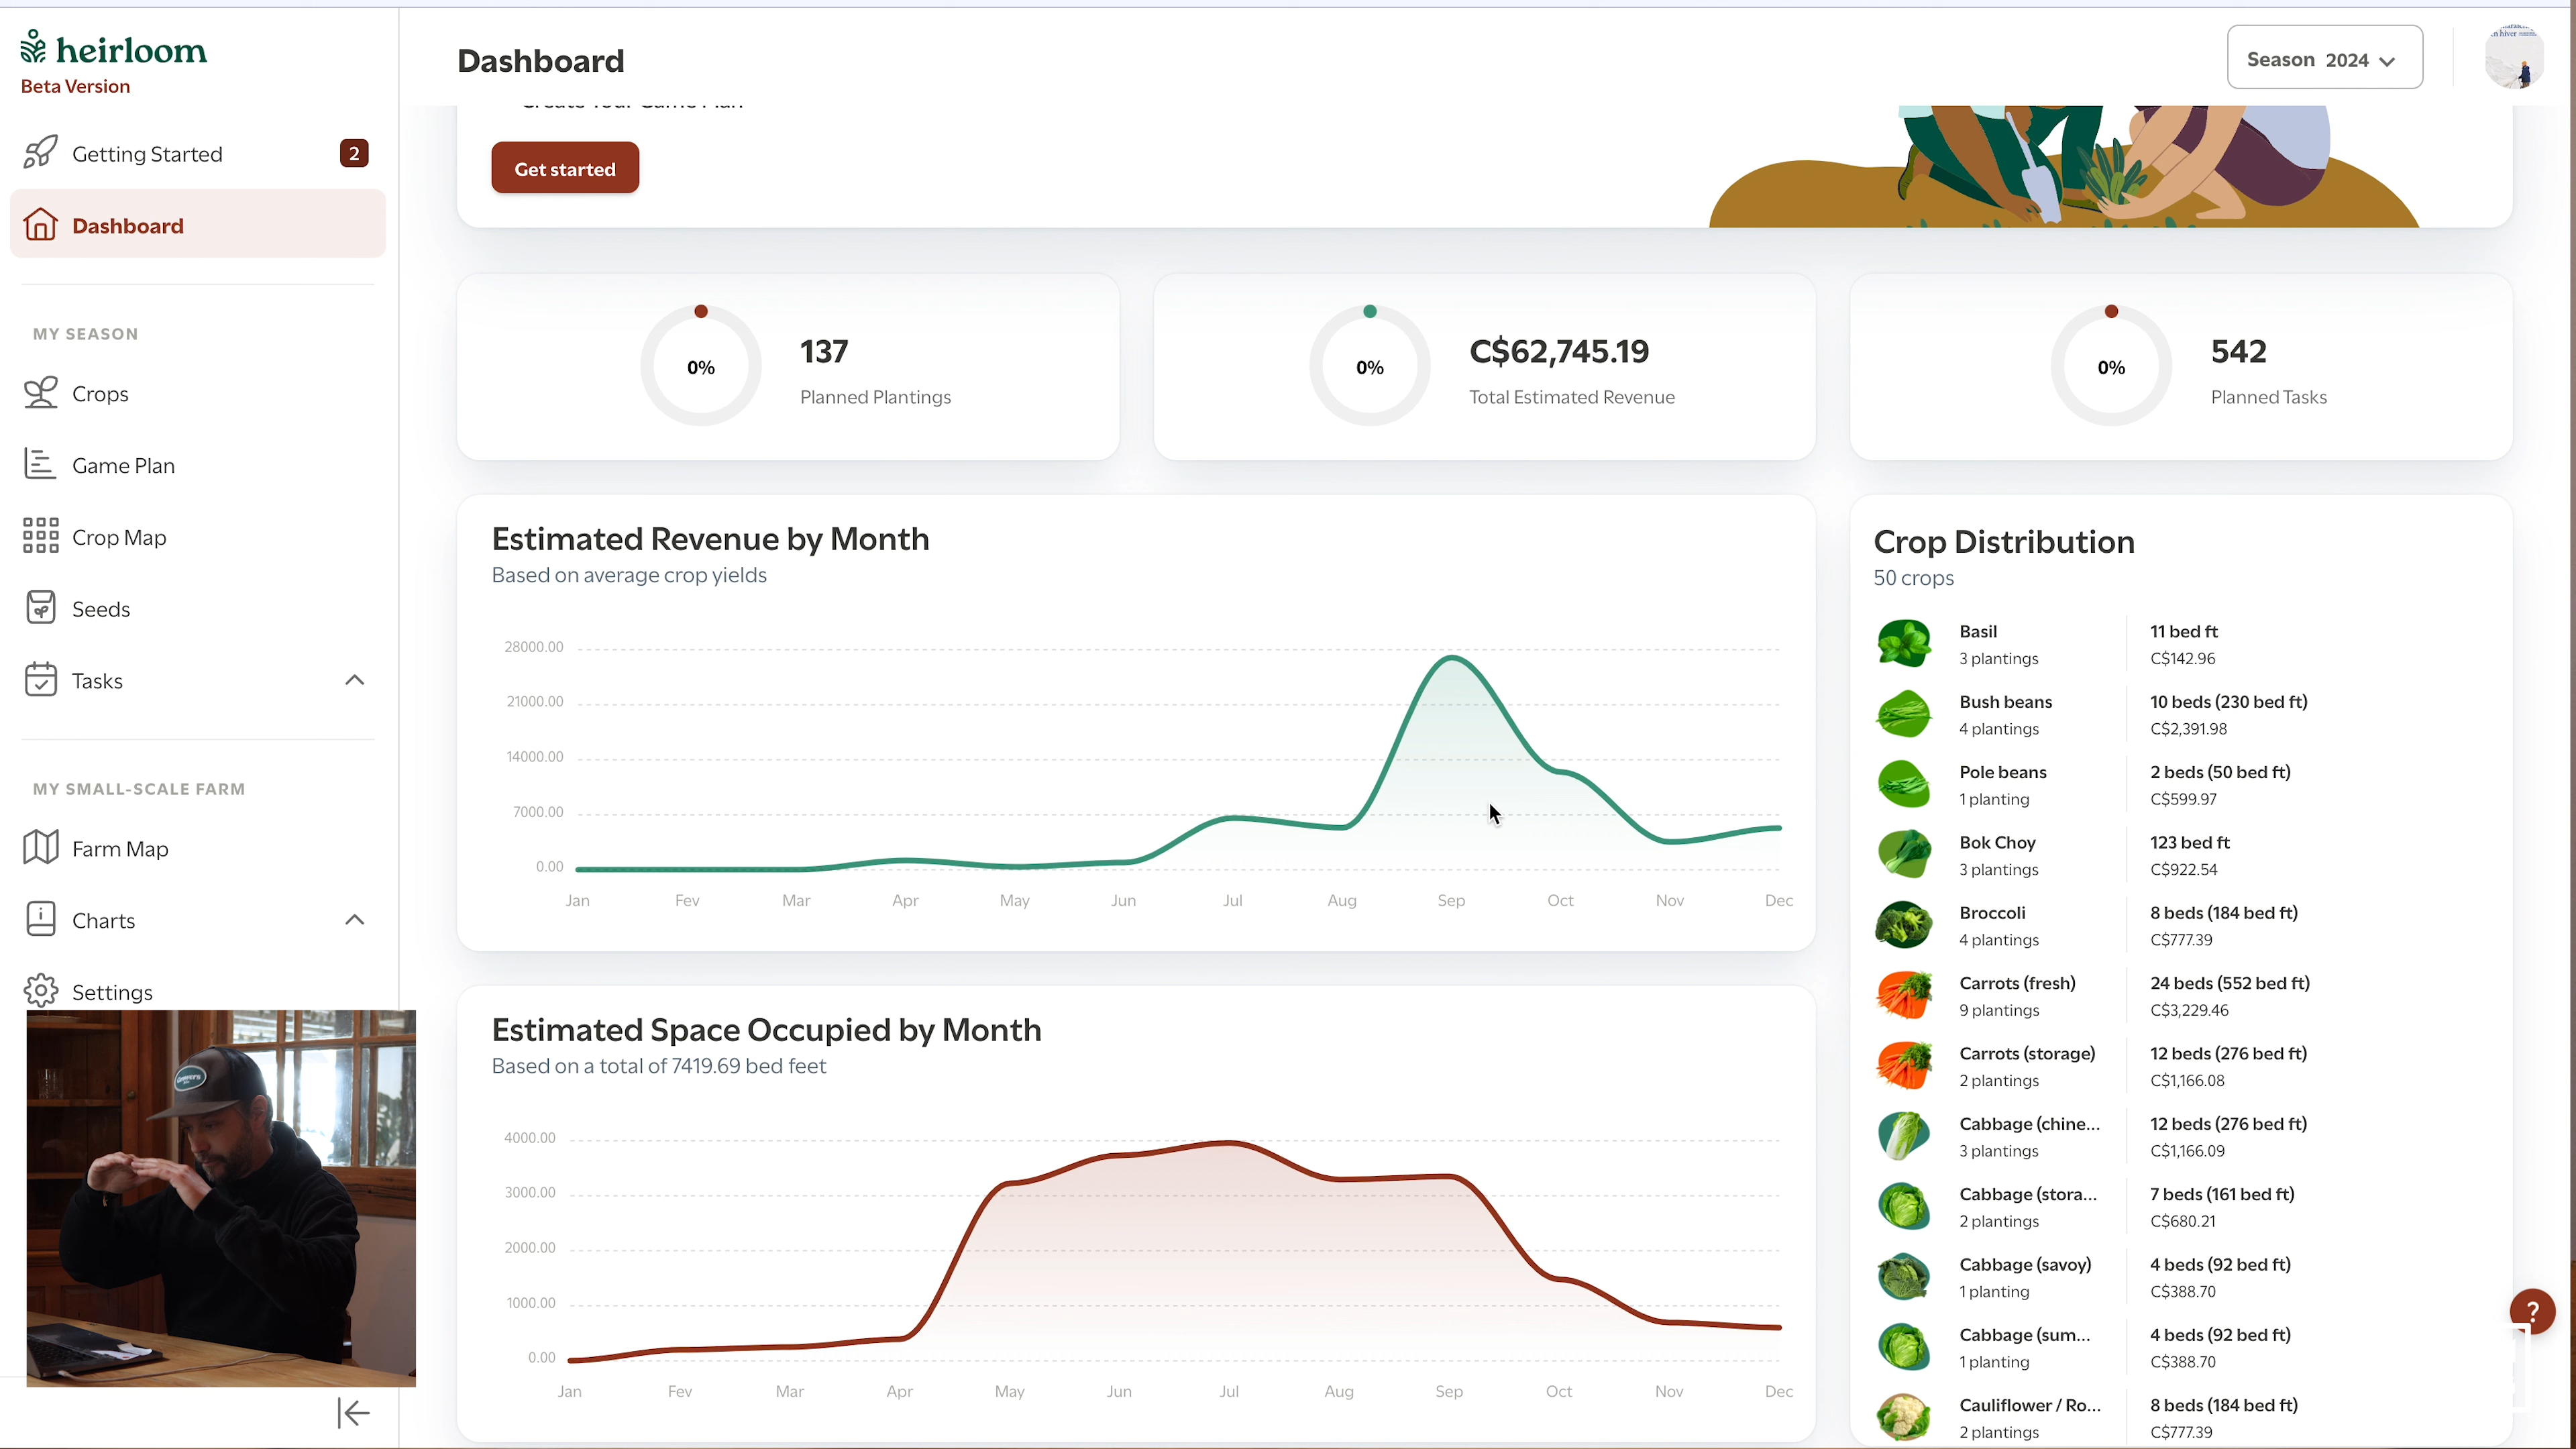 heirloom
Beta Version
Getting Started
2
Dashboard
MY SEASON
Crops
Game Plan
Crop Map
Seeds
Tasks
MY SMALL-SCALE FARM
Farm Map
Charts
Settings
Dashboard
Season 2024
Create Your Game Plan
Get started
0%
137
Planned Plantings
0%
C$62,745.19
Total Estimated Revenue
0%
542
Planned Tasks
Estimated Revenue by Month
Based on average crop yields
28000.00
21000.00
14000.00
7000.00
0.00
Jan Fev Mar Apr May Jun Jul Aug Sep Oct Nov Dec
Estimated Space Occupied by Month
Based on a total of 7419.69 bed feet
4000.00
3000.00
2000.00
1000.00
0.00
Jan Fev Mar Apr May Jun Jul Aug Sep Oct Nov Dec
Crop Distribution
50 crops
Basil 11 bed ft
3 plantings C$142.96
Bush beans 10 beds (230 bed ft)
4 plantings C$2,391.98
Pole beans 2 beds (50 bed ft)
1 planting C$599.97
Bok Choy 123 bed ft
3 plantings C$922.54
Broccoli 8 beds (184 bed ft)
4 plantings C$777.39
Carrots (fresh) 24 beds (552 bed ft)
9 plantings C$3,229.46
Carrots (storage) 12 beds (276 bed ft)
2 plantings C$1,166.08
Cabbage (chine... 12 beds (276 bed ft)
3 plantings C$1,166.09
Cabbage (stora... 7 beds (161 bed ft)
2 plantings C$680.21
Cabbage (savoy) 4 beds (92 bed ft)
1 planting C$388.70
Cabbage (sum... 4 beds (92 bed ft)
1 planting C$388.70
Cauliflower / Ro... 8 beds (184 bed ft)
2 plantings C$777.39
?